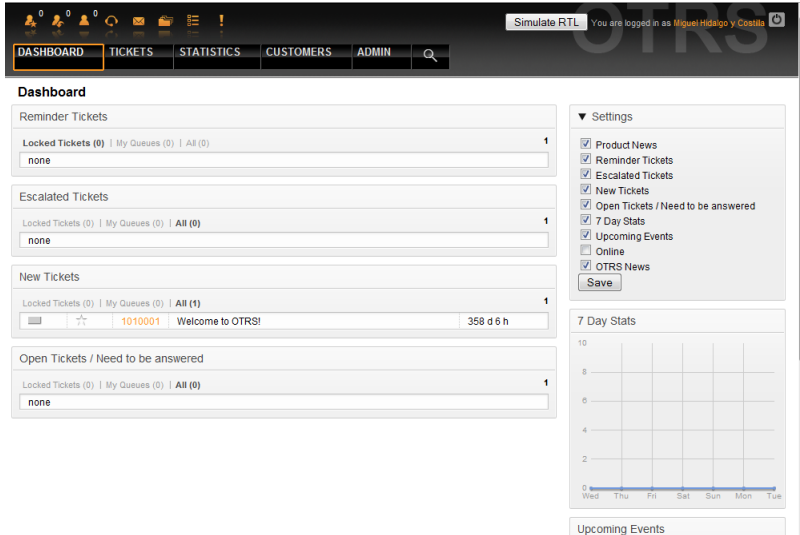 0 0 0
Simulate RTL You are logged in as Miguel Hidalgo y Costilla
OTRS
DASHBOARD TICKETS STATISTICS CUSTOMERS ADMIN
Dashboard
Reminder Tickets
Locked Tickets (0) | My Queues (0) | All (0) 1
none
Escalated Tickets
Locked Tickets (0) | My Queues (0) | All (0) 1
none
New Tickets
Locked Tickets (0) | My Queues (0) | All (1) 1
1010001 Welcome to OTRS! 358 d 6 h
Open Tickets / Need to be answered
Locked Tickets (0) | My Queues (0) | All (0) 1
none
▼ Settings
Product News
Reminder Tickets
Escalated Tickets
New Tickets
Open Tickets / Need to be answered
7 Day Stats
Upcoming Events
Online
OTRS News
Save
7 Day Stats
10
8
6
4
2
0
Wed Thu Fri Sat Sun Mon Tue
Upcoming Events